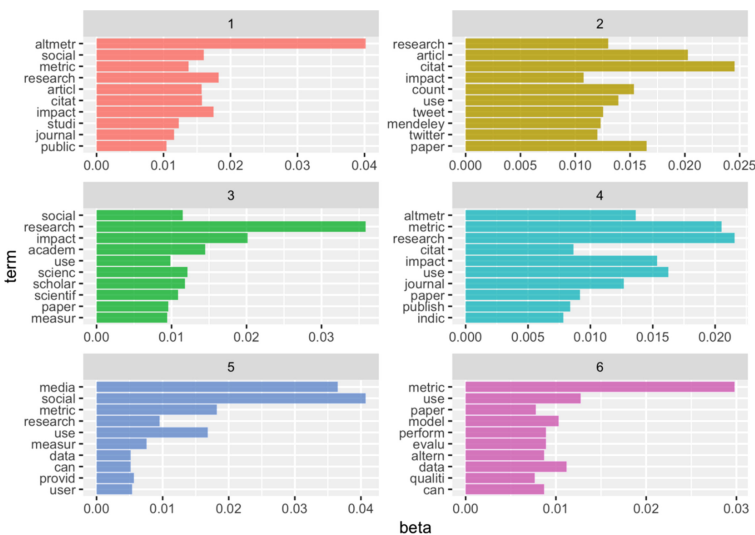 1
altmetr
social
metric
research
articl
citat
impact
studi
journal
public
0.00 0.01 0.02 0.03 0.04
2
research
articl
citat
impact
count
use
tweet
mendeley
twitter
paper
0.000 0.005 0.010 0.015 0.020 0.025
3
social
research
impact
academ
use
scienc
scholar
scientif
paper
measur
0.00 0.01 0.02 0.03
4
altmetr
metric
research
citat
impact
use
journal
paper
publish
indic
0.000 0.005 0.010 0.015 0.020
5
media
social
metric
research
use
measur
data
can
provid
user
0.00 0.01 0.02 0.03 0.04
6
metric
use
paper
model
perform
evalu
altern
data
qualiti
can
0.00 0.01 0.02 0.03
term
beta